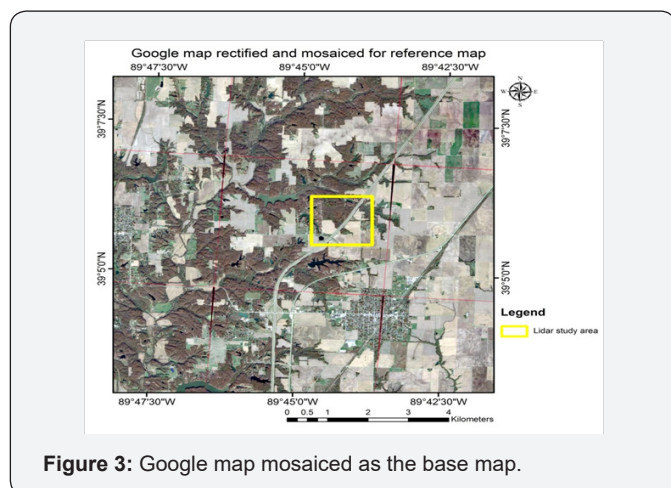 Google map rectified and mosaiced for reference map
89°47'30"W 89°45'0"W 89°42'30"W
N
W E
S
39°7'30"N 39°7'30"N
39°5'0"N 39°5'0"N
Legend
Lidar study area
89°47'30"W 89°45'0"W 89°42'30"W
0 0.5 1 2 3 4
Kilometers
Figure 3: Google map mosaiced as the base map.